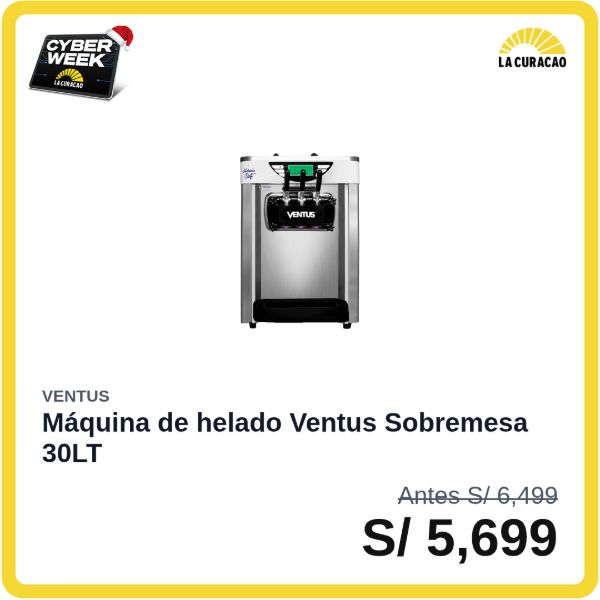 CYBER
WEEK
LA CURACAO
LA CURACAO
VENTUS
VENTUS
Máquina de helado Ventus Sobremesa
30LT
Antes S/ 6,499
S/ 5,699